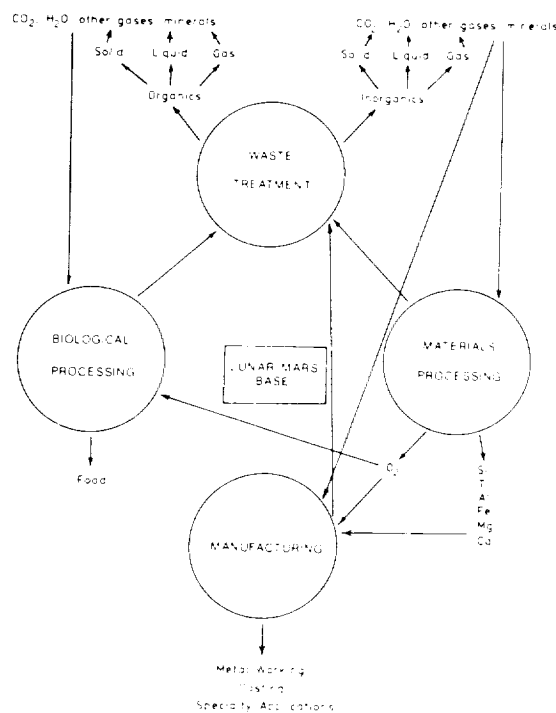 CO₂, H₂O other gases minerals
Solid Liquid Gas
Organics
CO₂ H₂O other gases minerals
Solid Liquid Gas
Inorganics
WASTE
TREATMENT
BIOLOGICAL
PROCESSING
LUNAR MARS
BASE
MATERIALS
PROCESSING
Food
O₂
Si
Fe
Mg
Ca
MANUFACTURING
Metal Working
Casting
Specialty Applications